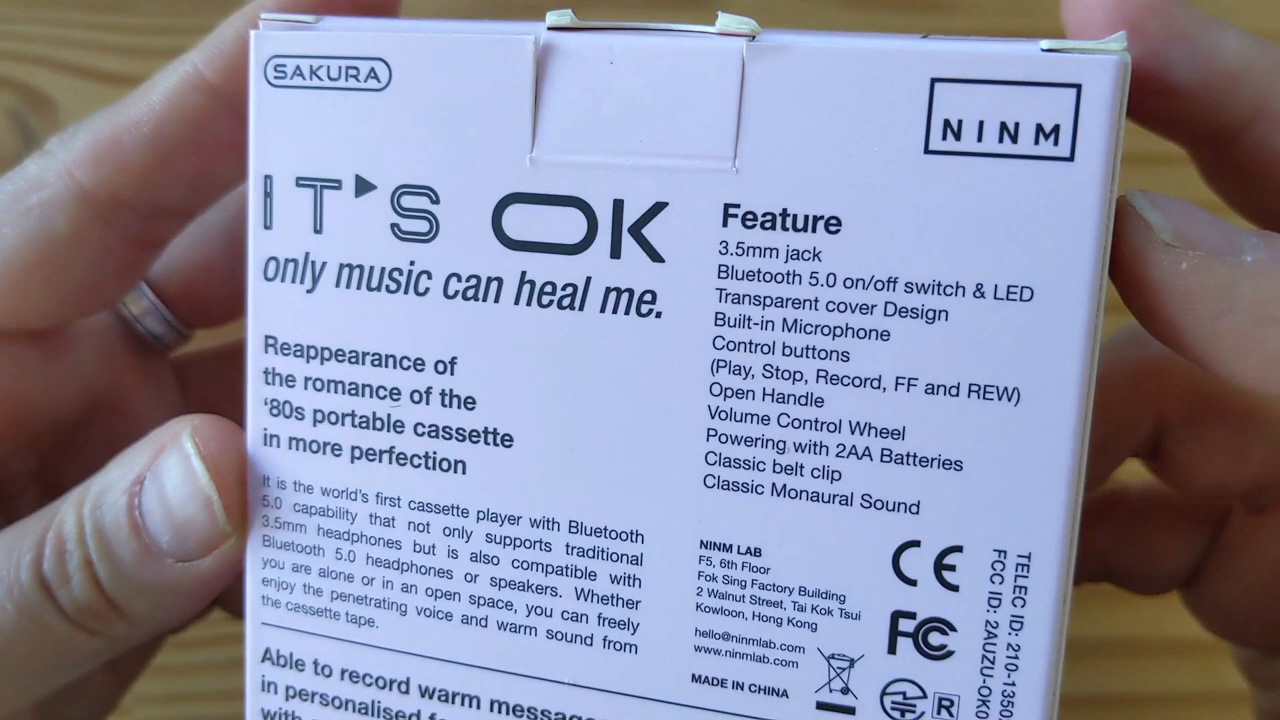 SAKURA
NINM
IT'S OK
only music can heal me.
Reappearance of
the romance of the
‘80s portable cassette
in more perfection
It is the world's first cassette player with Bluetooth
5.0 capability that not only supports traditional
3.5mm headphones but is also compatible with
Bluetooth 5.0 headphones or speakers. Whether
you are alone or in an open space, you can freely
enjoy the penetrating voice and warm sound from
the cassette tape.
Able to record warm
in personalised
Feature
3.5mm jack
Bluetooth 5.0 on/off switch & LED
Transparent cover Design
Built-in Microphone
Control buttons
(Play, Stop, Record, FF and REW)
Open Handle
Volume Control Wheel
Powering with 2AA Batteries
Classic belt clip
Classic Monaural Sound
NINM LAB
F5, 6th Floor
Fok Sing Factory Building
2 Walnut Street, Tai Kok Tsui
Kowloon, Hong Kong
hello@ninmlab.com
www.ninmlab.com
MADE IN CHINA
CE
FC
R
TELEC ID: 210-1350
FCC ID: 2AUZU-OK0